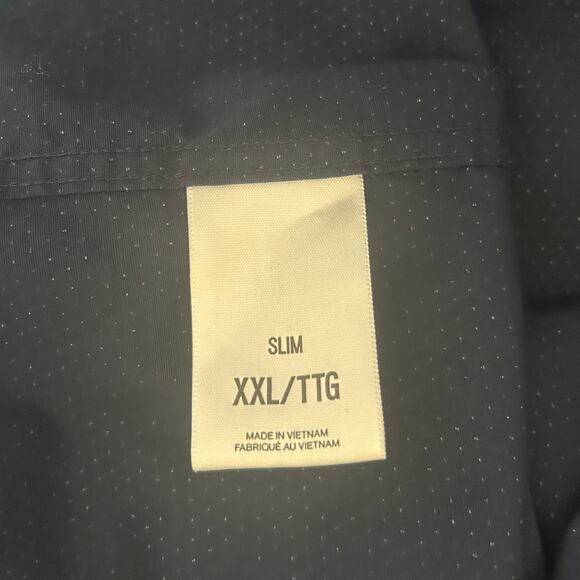 SLIM
XXL/TTG
MADE IN VIETNAM
FABRIQUÉ AU VIETNAM